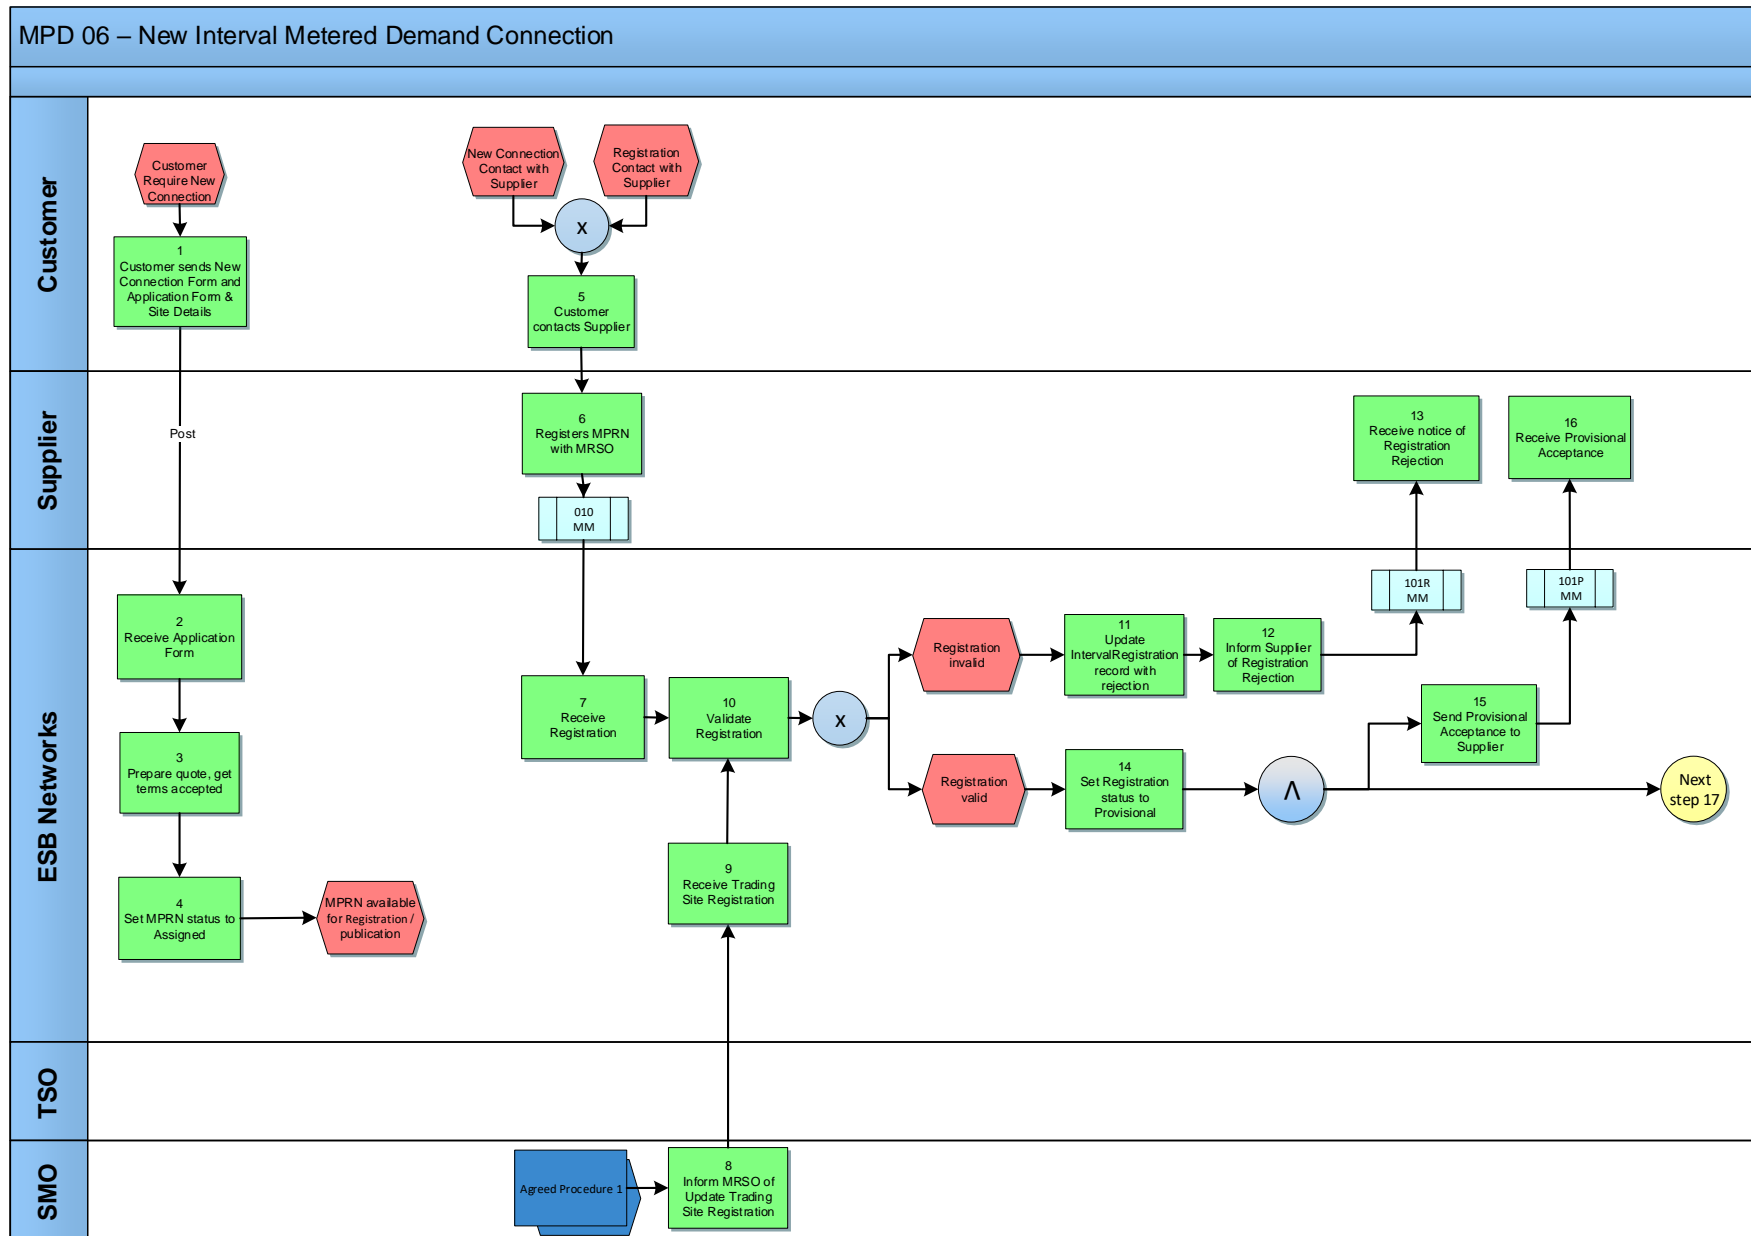 MPD 06 – New Interval Metered Demand Connection
Customer
Customer
Require New
Connection
1
Customer sends New
Connection Form and
Application Form &
Site Details
New Connection
Contact with
Supplier
Registration
Contact with
Supplier
x
5
Customer
contacts Supplier
Supplier
Post
6
Registers MPRN
with MRSO
010
MM
13
Receive notice of
Registration
Rejection
16
Receive Provisional
Acceptance
ESB Networks
2
Receive Application
Form
3
Prepare quote, get
terms accepted
4
Set MPRN status to
Assigned
MPRN available
for Registration /
publication
7
Receive
Registration
10
Validate
Registration
x
9
Receive Trading
Site Registration
Registration
invalid
11
Update
IntervalRegistration
record with
rejection
12
Inform Supplier
of Registration
Rejection
101R
MM
101P
MM
Registration
valid
14
Set Registration
status to
Provisional
Λ
15
Send Provisional
Acceptance to
Supplier
Next
step 17
TSO
SMO
Agreed Procedure 1
8
Inform MRSO of
Update Trading
Site Registration